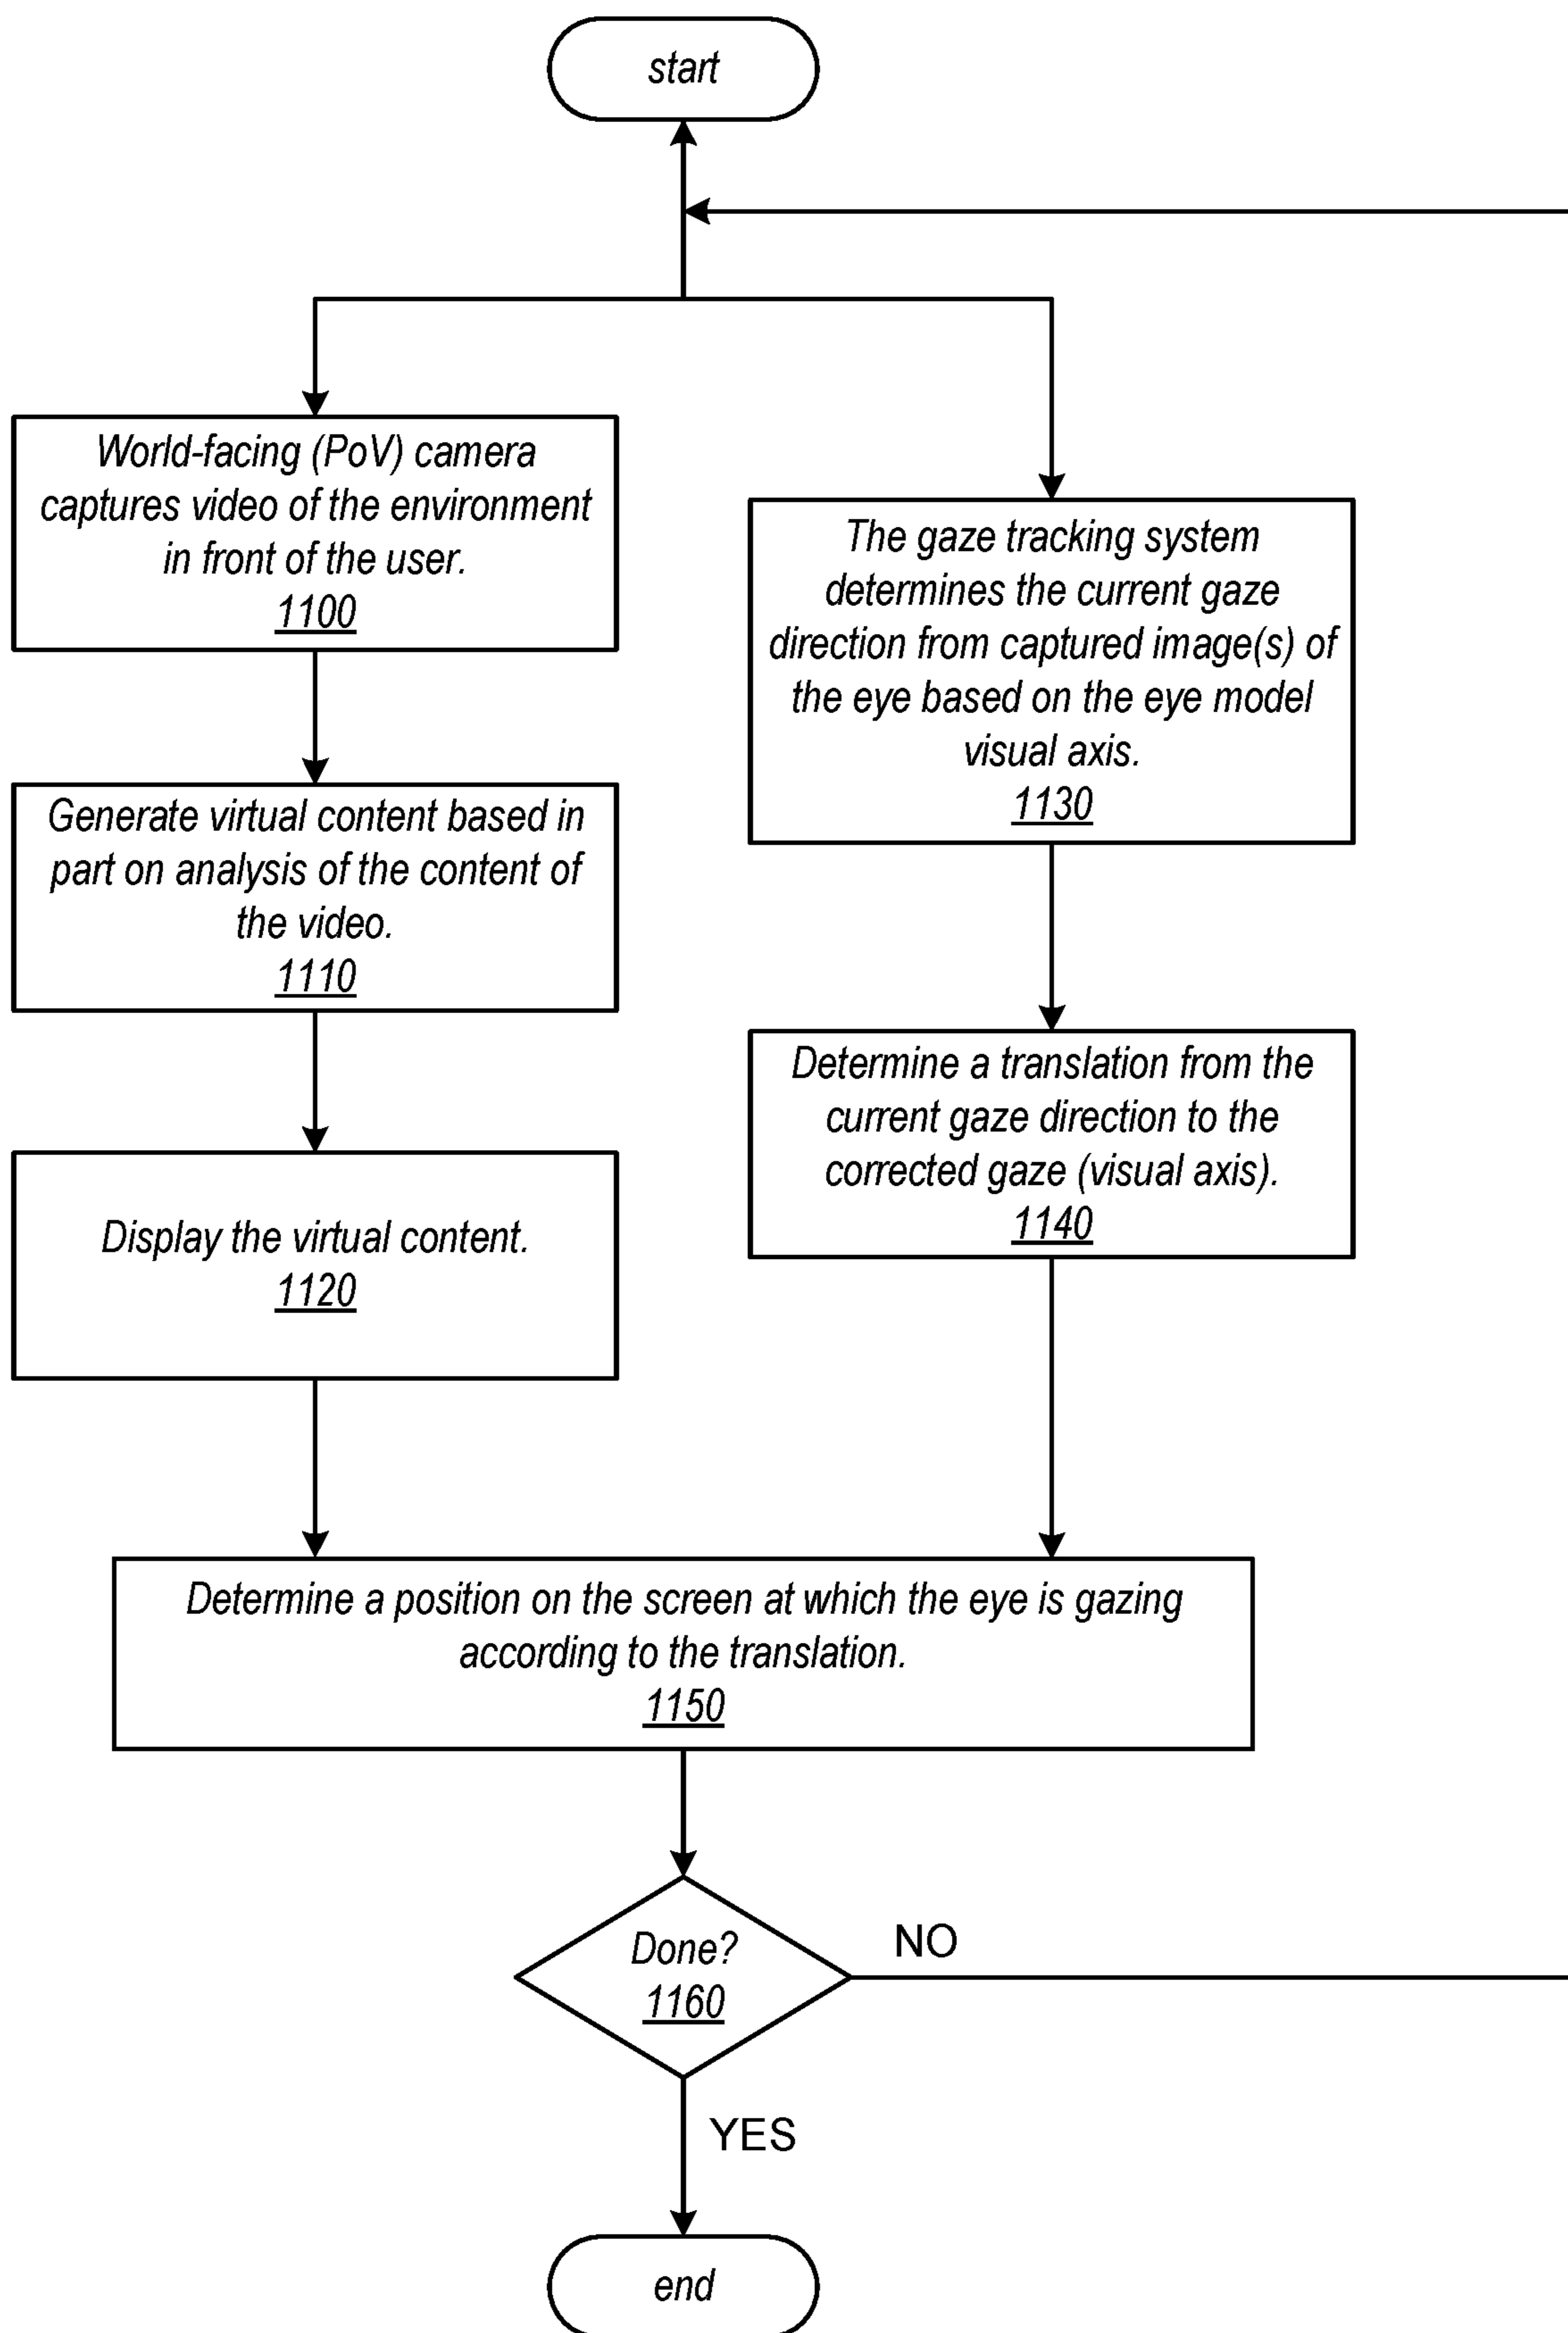 start
World-facing (PoV) camera
captures video of the environment
in front of the user.
1100
Generate virtual content based in
part on analysis of the content of
the video.
1110
Display the virtual content.
1120
The gaze tracking system
determines the current gaze
direction from captured image(s) of
the eye based on the eye model
visual axis.
1130
Determine a translation from the
current gaze direction to the
corrected gaze (visual axis).
1140
Determine a position on the screen at which the eye is gazing
according to the translation.
1150
Done?
1160
NO
YES
end